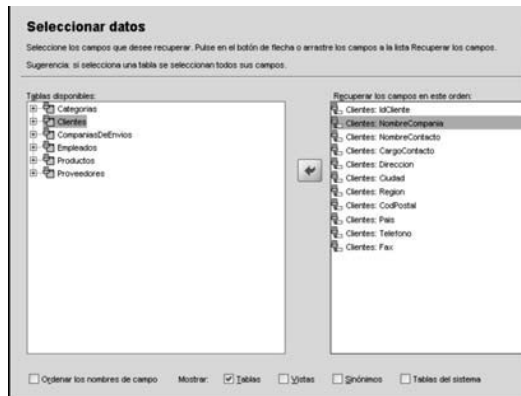 Seleccionar datos
Seleccione los campos que desee recuperar. Pulse en el botón de flecha o arrastre los campos a la lista Recuperar los campos.
Sugerencia: si selecciona una tabla se seleccionan todos sus campos.
Tablas disponibles:
Categorias
Clientes
CompaniasDeEnvios
Empleados
Productos
Proveedores
Recuperar los campos en este orden:
Clientes: IdCliente
Clientes: NombreCompania
Clientes: NombreContacto
Clientes: CargoContacto
Clientes: Direccion
Clientes: Ciudad
Clientes: Region
Clientes: CodPostal
Clientes: Pais
Clientes: Telefono
Clientes: Fax
Ordenar los nombres de campo Mostrar: Tablas Vistas Sinónimos Tablas del sistema